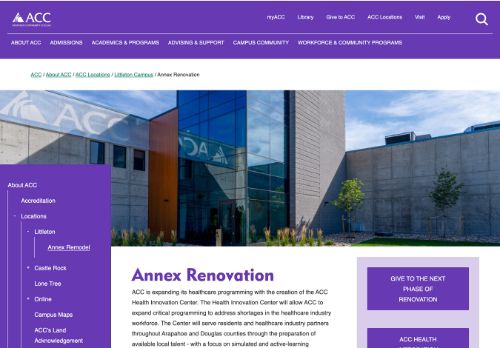 ACC
myACC Library Give to ACC ACC Locations Visit Apply
ABOUT ACC ADMISSIONS ACADEMICS & PROGRAMS ADVISING & SUPPORT CAMPUS COMMUNITY WORKFORCE & COMMUNITY PROGRAMS
ACC / About ACC / ACC Locations / Littleton Campus / Annex Renovation
ACC
ACC
About ACC
Accreditation
Locations
Littleton
Annex Remodel
Castle Rock
Lone Tree
Online
Campus Maps
ACC's Land
Acknowledgement
Annex Renovation
ACC is expanding its healthcare programming with the creation of the ACC
Health Innovation Center. The Health Innovation Center will allow ACC to
expand critical programming to address shortages in the healthcare industry
workforce. The Center will serve residents and healthcare industry partners
throughout Arapahoe and Douglas counties through the preparation of
available local talent - with a focus on simulated and active-learning
GIVE TO THE NEXT
PHASE OF
RENOVATION
ACC HEALTH